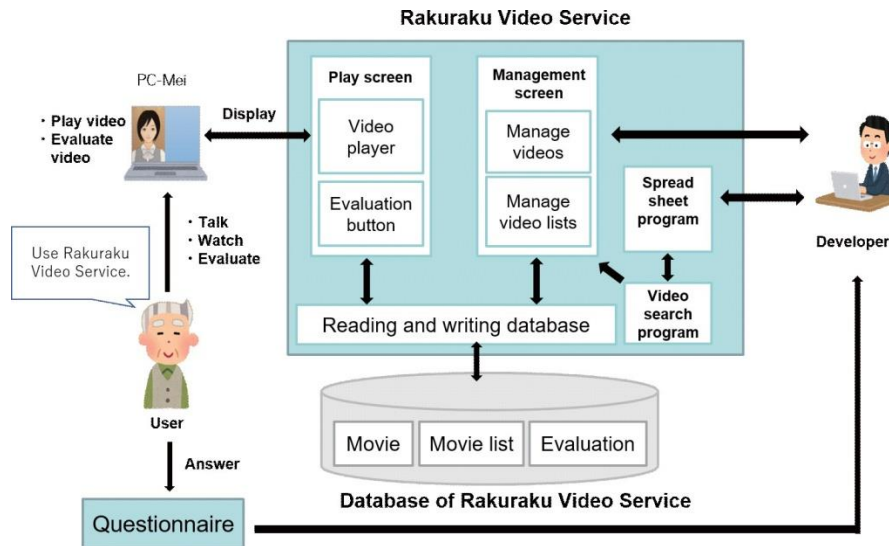 Rakuraku Video Service
PC-Mei
• Play video
• Evaluate
video
Display
Play screen
Video
player
Evaluation
button
Management
screen
Manage
videos
Manage
video lists
Spread
sheet
program
Video
search
program
Developer
• Talk
• Watch
• Evaluate
Use Rakuraku
Video Service.
Reading and writing database
User
Movie
Movie list
Evaluation
Answer
Database of Rakuraku Video Service
Questionnaire